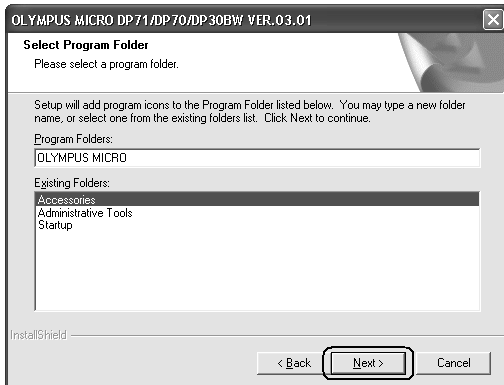 OLYMPUS MICRO DP71/DP70/DP30BW VER.03.01
Select Program Folder
Please select a program folder.
Setup will add program icons to the Program Folder listed below. You may type a new folder
name, or select one from the existing folders list. Click Next to continue.
Program Folders:
OLYMPUS MICRO
Existing Folders:
Accessories
Administrative Tools
Startup
InstallShield
< Back Next > Cancel